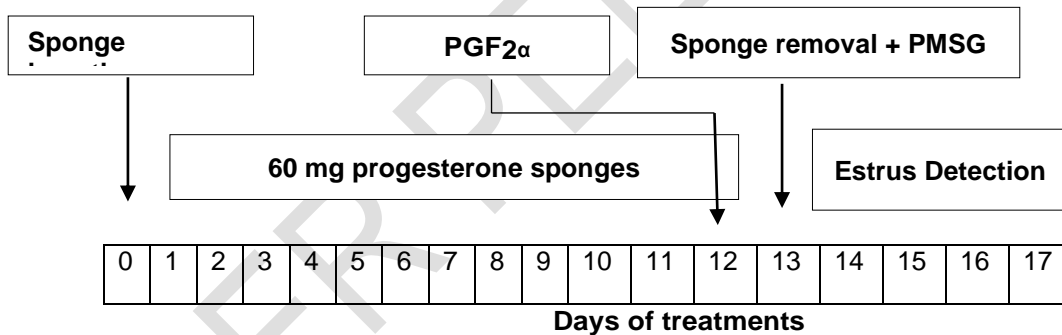 Sponge
PGF2α
Sponge removal + PMSG
60 mg progesterone sponges
Estrus Detection
0 1 2 3 4 5 6 7 8 9 10 11 12 13 14 15 16 17
Days of treatments